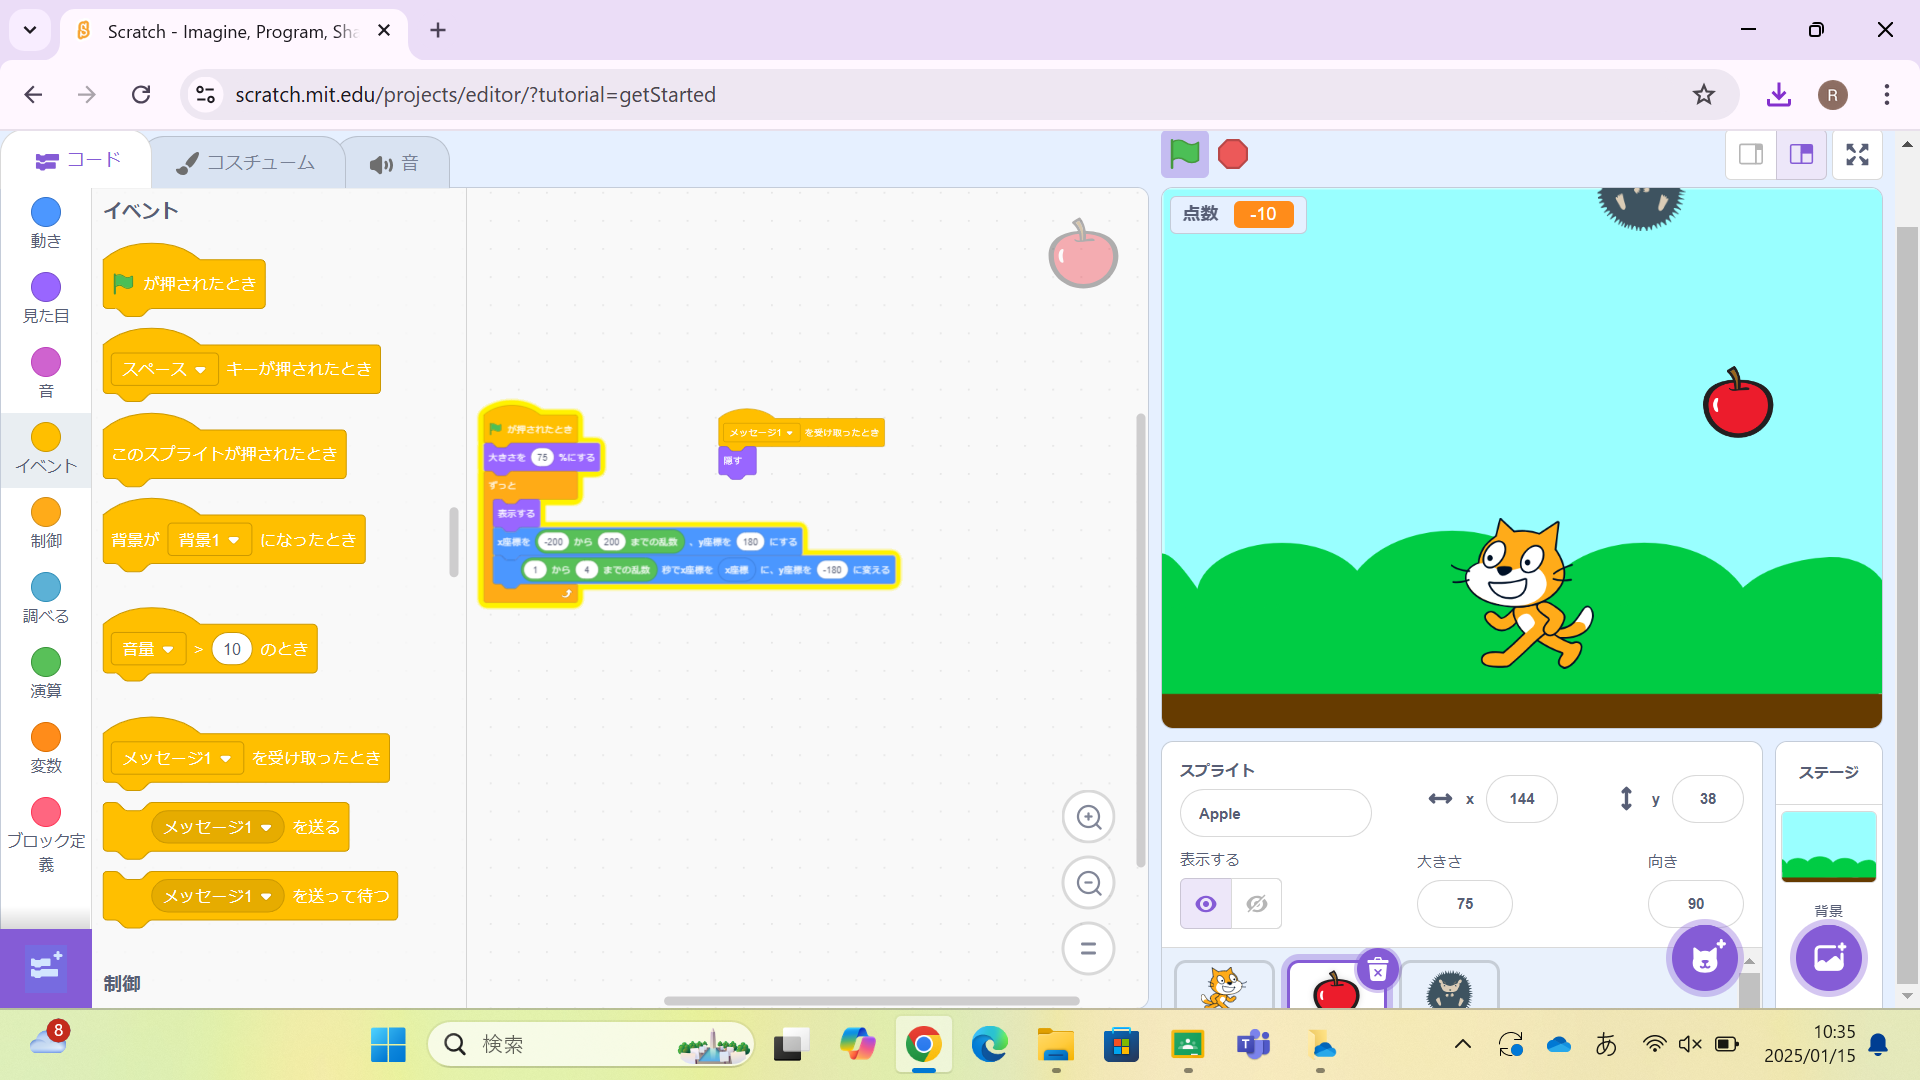 Scratch - Imagine, Program, Sha
scratch.mit.edu/projects/editor/?tutorial=getStarted
R
コード
コスチューム
音
動き
見た目
音
イベント
制御
調べる
演算
変数
ブロック定義
イベント
が押されたとき
スペース キーが押されたとき
このスプライトが押されたとき
背景が 背景1 になったとき
音量 > 10 のとき
メッセージ1 を受け取ったとき
メッセージ1 を送る
メッセージ1 を送って待つ
制御
が押されたとき
大きさを 75 %にする
ずっと
表示する
x座標を -200 から 200 までの乱数 、y座標を 180 にする
1 から 4 までの乱数 秒でx座標を x座標 に、y座標を -180 に変える
メッセージ1 を受け取ったとき
隠す
点数 -10
スプライト
Apple
x 144
y 38
表示する
大きさ
75
向き
90
ステージ
背景
8
検索
あ
10:35
2025/01/15